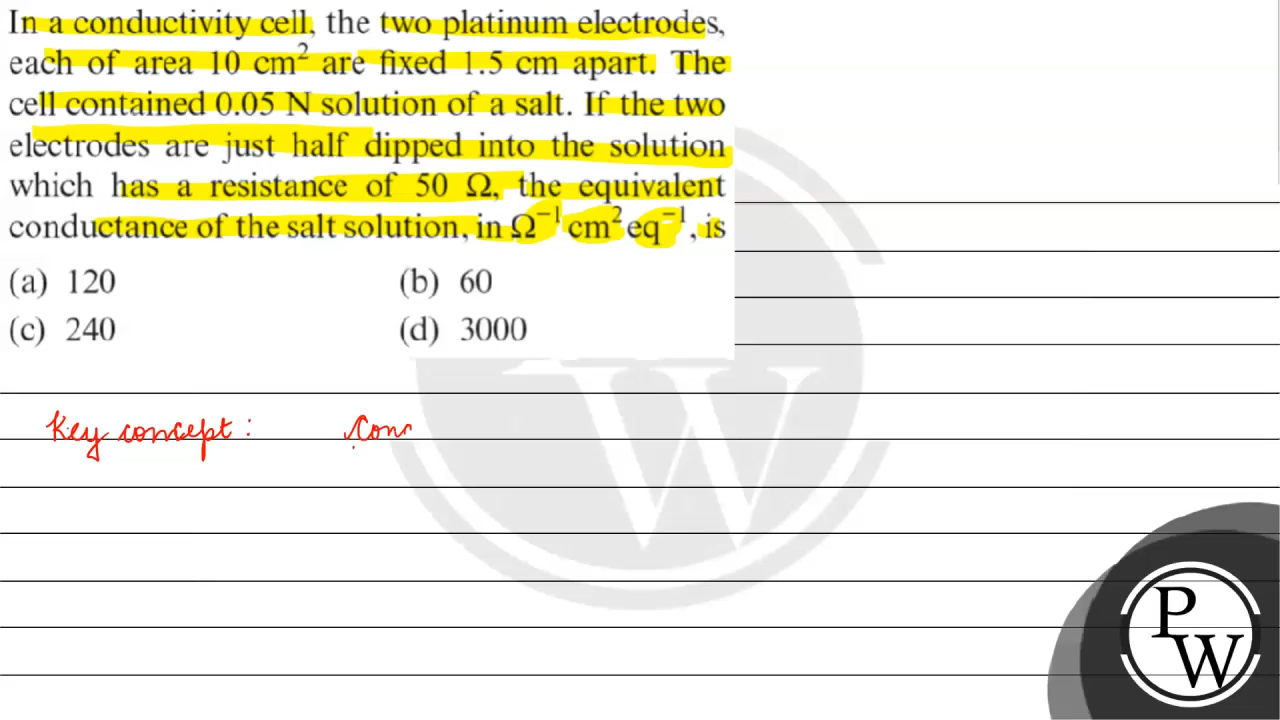 In a conductivity cell, the two platinum electrodes,
each of area 10 cm² are fixed 1.5 cm apart. The
cell contained 0.05 N solution of a salt. If the two
electrodes are just half dipped into the solution
which has a resistance of 50 Ω, the equivalent
conductance of the salt solution, in Ω⁻¹ cm² eq⁻¹, is
(a) 120 (b) 60
(c) 240 (d) 3000
Key concept : Con
P
W